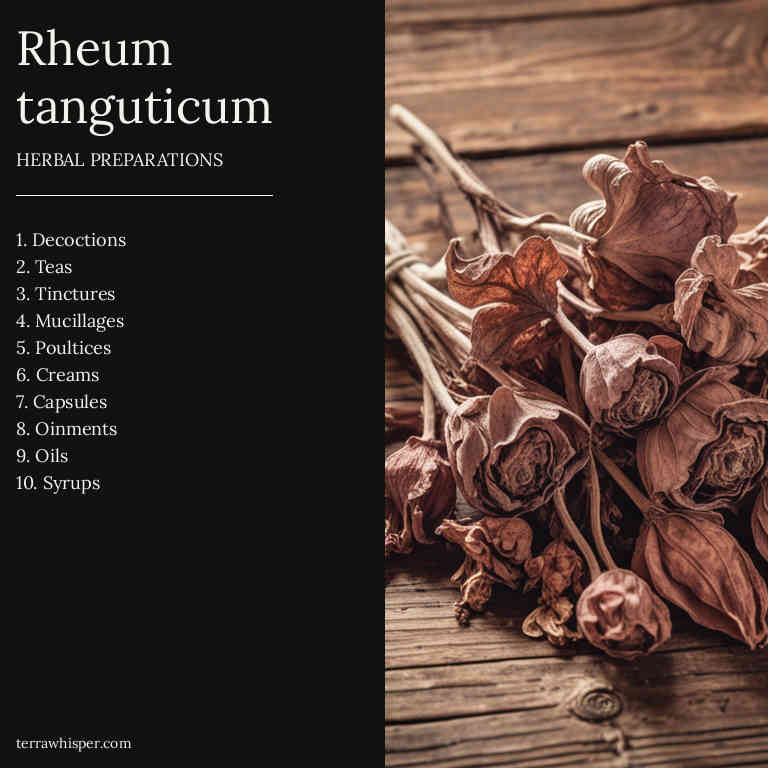 Rheum
tanguticum
HERBAL PREPARATIONS
1. Decoctions
2. Teas
3. Tinctures
4. Mucillages
5. Poultices
6. Creams
7. Capsules
8. Oinments
9. Oils
10. Syrups
terrawhisper.com